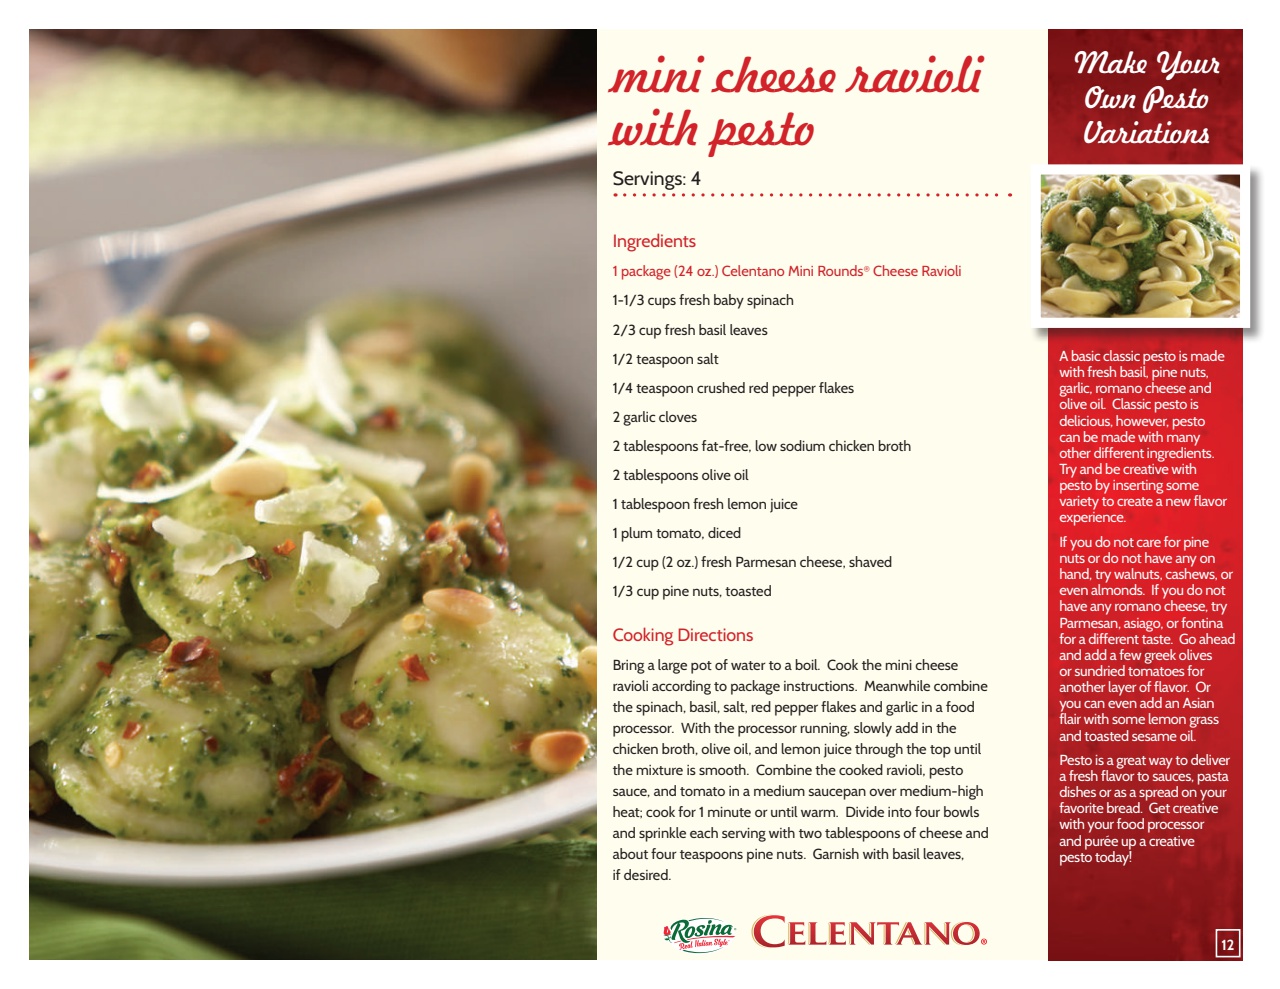 mini cheese ravioli
with pesto
Servings: 4
Ingredients
1 package (24 oz.) Celentano Mini Rounds® Cheese Ravioli
1-1/3 cups fresh baby spinach
2/3 cup fresh basil leaves
1/2 teaspoon salt
1/4 teaspoon crushed red pepper flakes
2 garlic cloves
2 tablespoons fat-free, low sodium chicken broth
2 tablespoons olive oil
1 tablespoon fresh lemon juice
1 plum tomato, diced
1/2 cup (2 oz.) fresh Parmesan cheese, shaved
1/3 cup pine nuts, toasted
Cooking Directions
Bring a large pot of water to a boil. Cook the mini cheese
ravioli according to package instructions. Meanwhile combine
the spinach, basil, salt, red pepper flakes and garlic in a food
processor. With the processor running, slowly add in the
chicken broth, olive oil, and lemon juice through the top until
the mixture is smooth. Combine the cooked ravioli, pesto
sauce, and tomato in a medium saucepan over medium-high
heat; cook for 1 minute or until warm. Divide into four bowls
and sprinkle each serving with two tablespoons of cheese and
about four teaspoons pine nuts. Garnish with basil leaves,
if desired.
Rosina
Real Italian Style.
CELENTANO®
Make Your
Own Pesto
Variations
A basic classic pesto is made
with fresh basil, pine nuts,
garlic, romano cheese and
olive oil. Classic pesto is
delicious, however, pesto
can be made with many
other different ingredients.
Try and be creative with
pesto by inserting some
variety to create a new flavor
experience.
If you do not care for pine
nuts or do not have any on
hand, try walnuts, cashews, or
even almonds. If you do not
have any romano cheese, try
Parmesan, asiago, or fontina
for a different taste. Go ahead
and add a few greek olives
or sundried tomatoes for
another layer of flavor. Or
you can even add an Asian
flair with some lemon grass
and toasted sesame oil.
Pesto is a great way to deliver
a fresh flavor to sauces, pasta
dishes or as a spread on your
favorite bread. Get creative
with your food processor
and purée up a creative
pesto today!
12